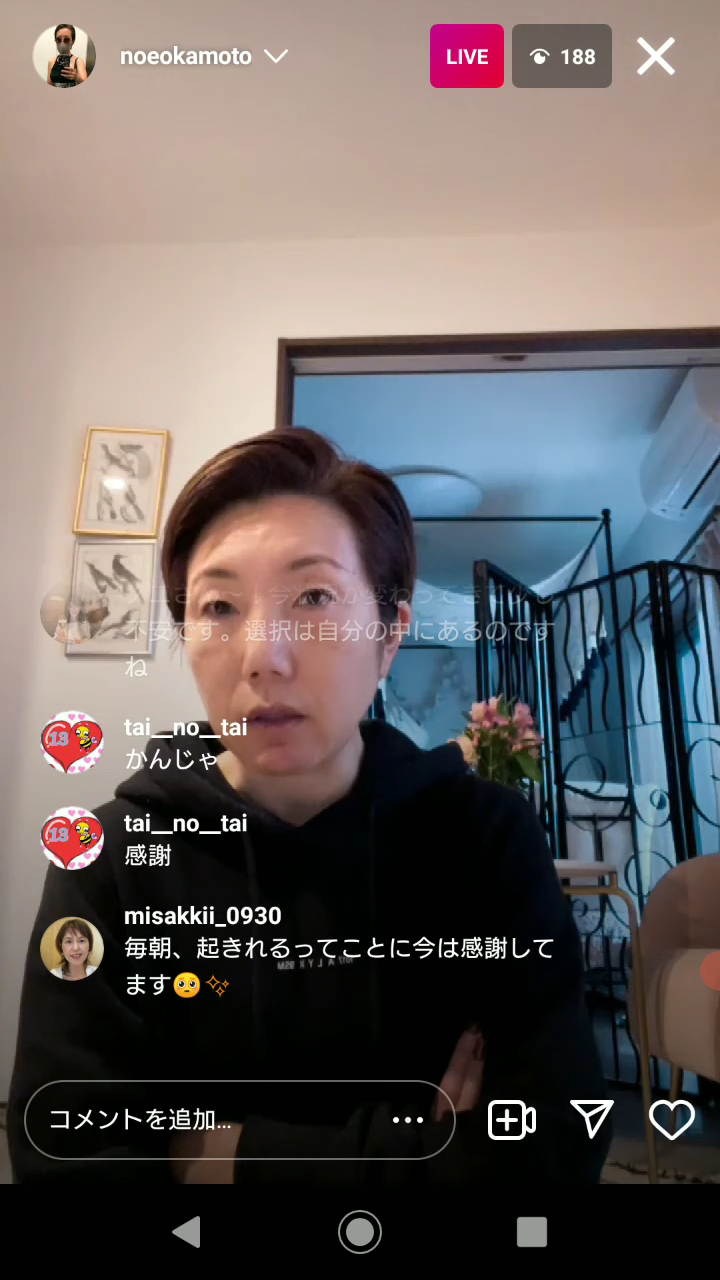 noeokamoto
LIVE
188
不安です。選択は自分の中にあるのです
ね
tai__no__tai
かんじゃ
tai__no__tai
感謝
misakkii_0930
毎朝、起きれるってことに今は感謝して
ます🥺✨
コメントを追加...